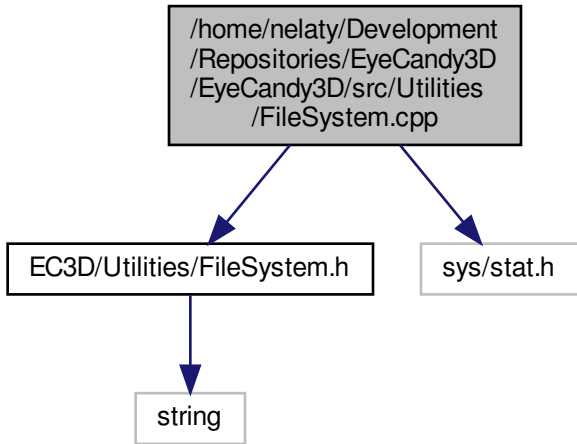 /home/nelaty/Development
/Repositories/EyeCandy3D
/EyeCandy3D/src/Utilities
/FileSystem.cpp
EC3D/Utilities/FileSystem.h
sys/stat.h
string